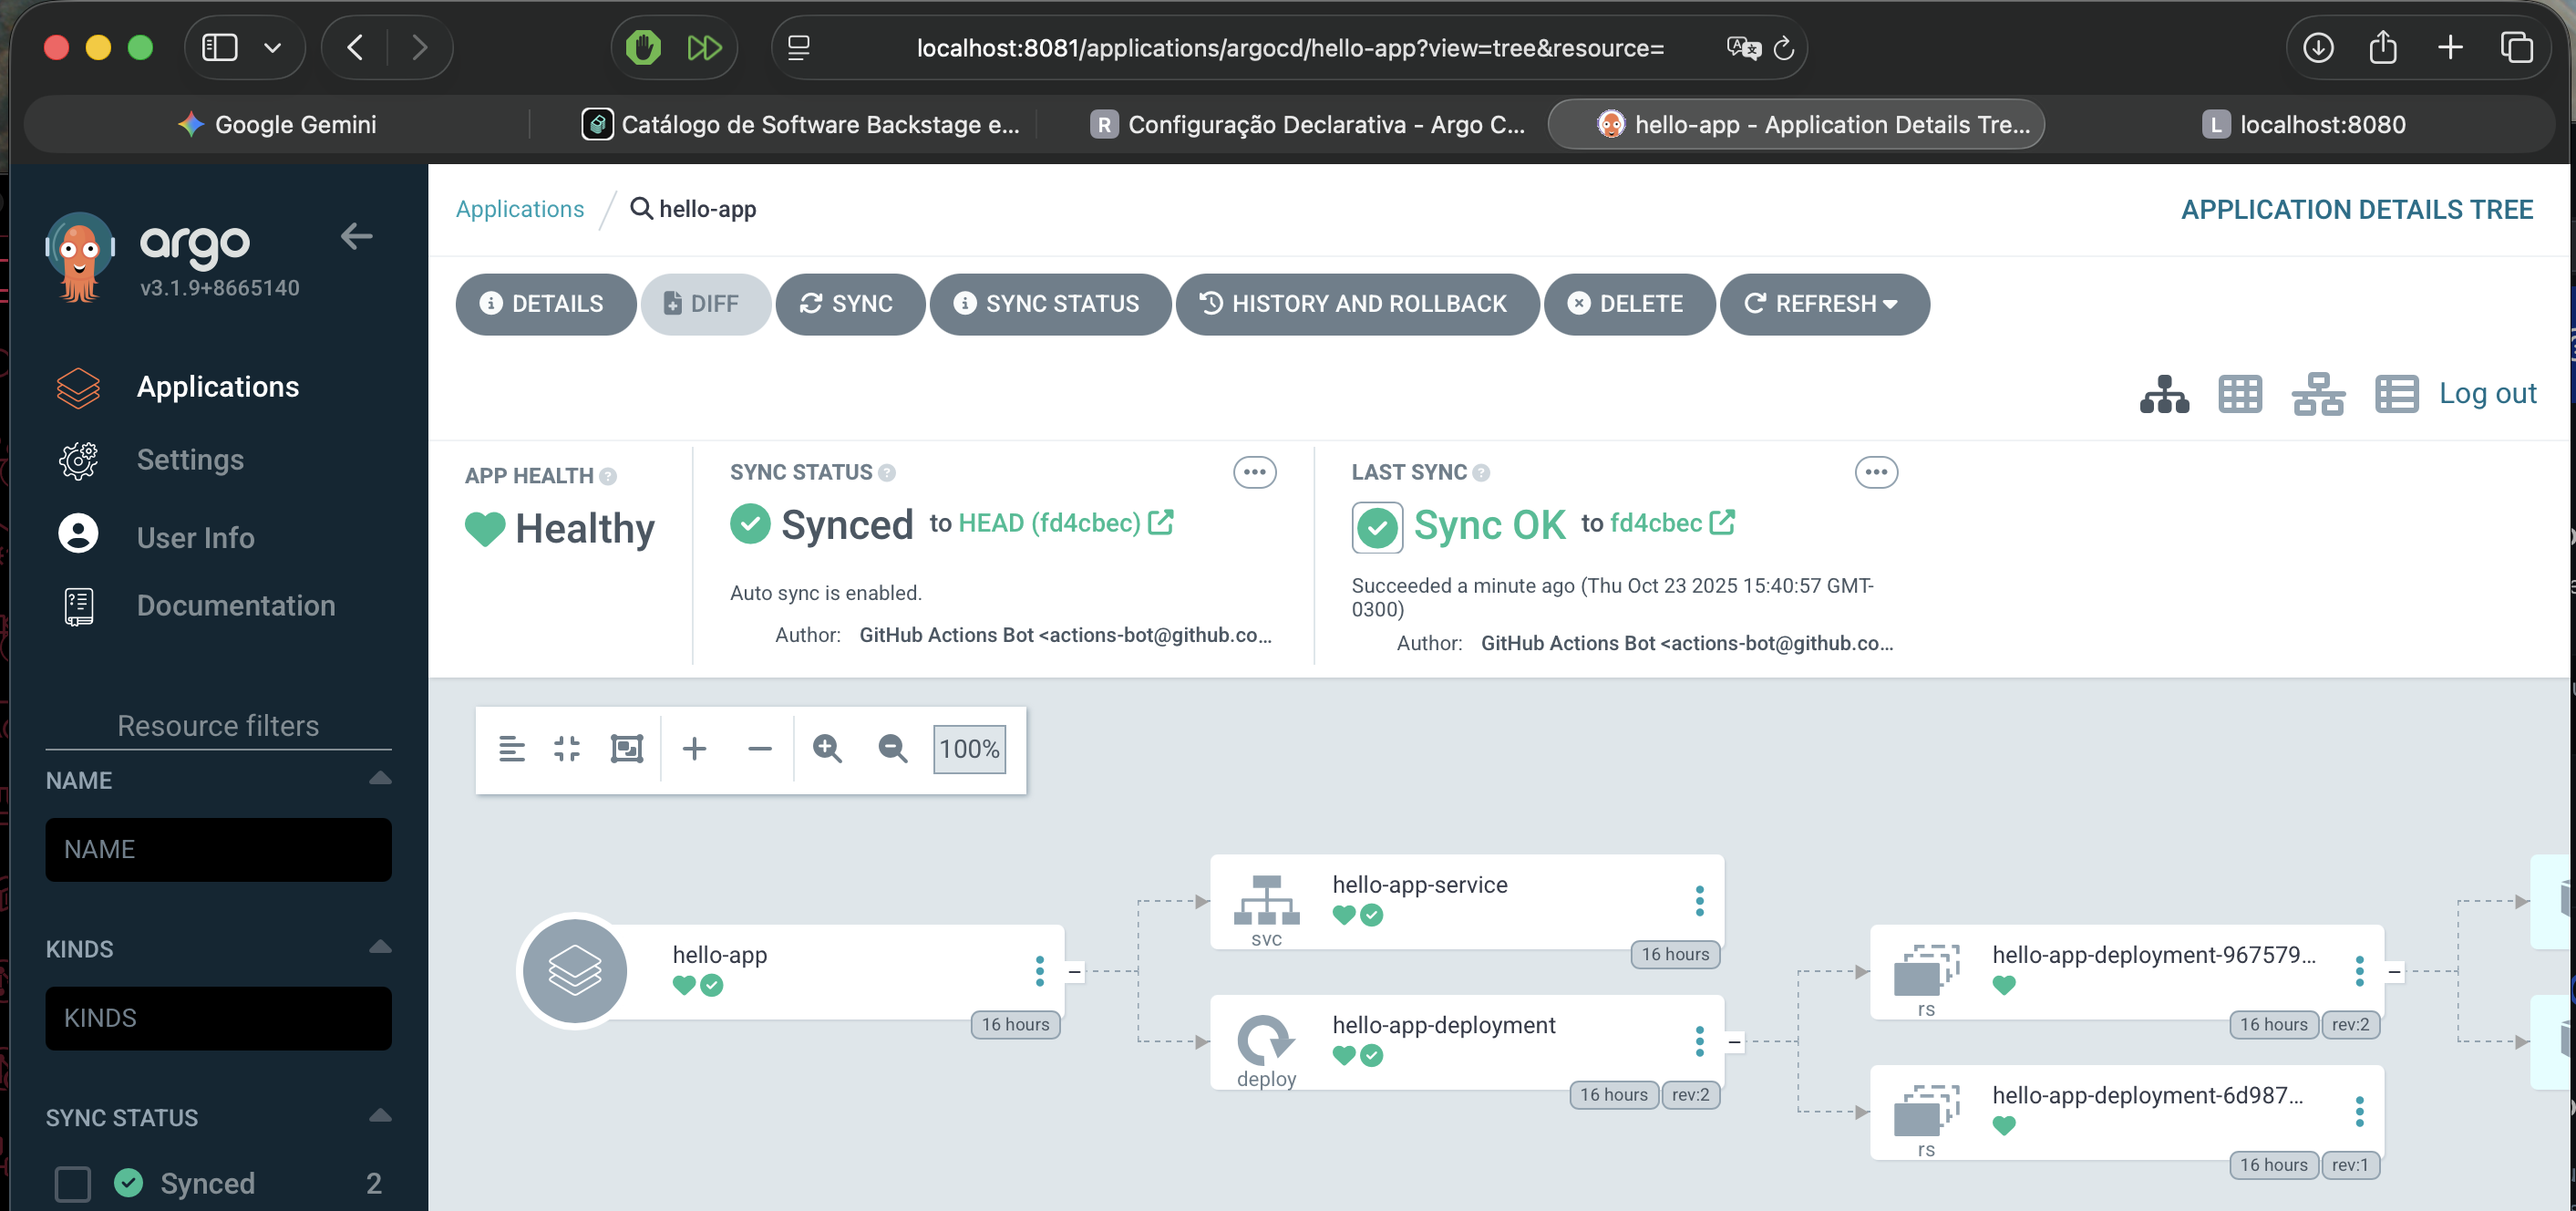 localhost:8081/applications/argocd/hello-app?view=tree&resource=
Google Gemini
Catálogo de Software Backstage e...
R Configuração Declarativa - Argo C...
hello-app - Application Details Tre...
L localhost:8080
argo
v3.1.9+8665140
Applications
Settings
User Info
Documentation
Resource filters
NAME
NAME
KINDS
KINDS
SYNC STATUS
Synced 2
Applications / hello-app
APPLICATION DETAILS TREE
DETAILS
DIFF
SYNC
SYNC STATUS
HISTORY AND ROLLBACK
DELETE
REFRESH
Log out
APP HEALTH
Healthy
SYNC STATUS
Synced to HEAD (fd4cbec)
Auto sync is enabled.
Author: GitHub Actions Bot <actions-bot@github.co...
LAST SYNC
Sync OK to fd4cbec
Succeeded a minute ago (Thu Oct 23 2025 15:40:57 GMT-
0300)
Author: GitHub Actions Bot <actions-bot@github.co...
100%
hello-app
16 hours
hello-app-service
svc
16 hours
hello-app-deployment
deploy
16 hours rev:2
hello-app-deployment-967579...
rs
16 hours rev:2
hello-app-deployment-6d987...
rs
16 hours rev:1